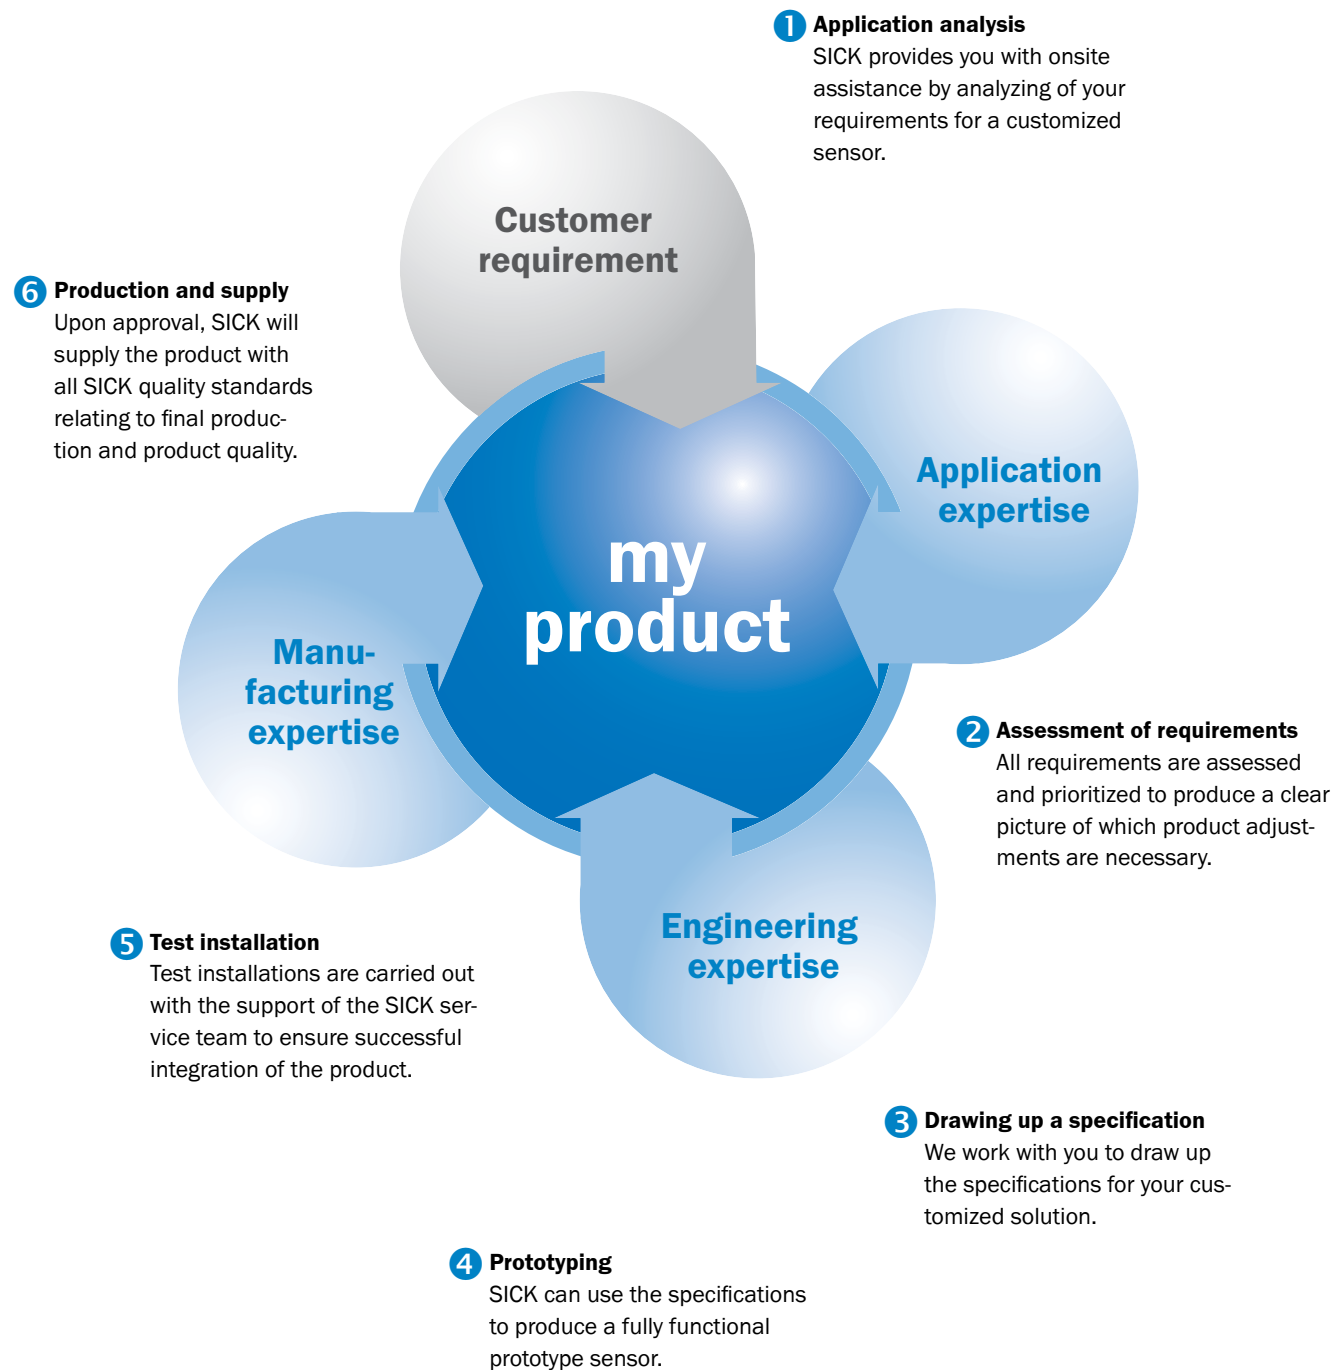 1 Application analysis
SICK provides you with onsite
assistance by analyzing of your
requirements for a customized
sensor.
Customer
requirement
6 Production and supply
Upon approval, SICK will
supply the product with
all SICK quality standards
relating to final produc-
tion and product quality.
Application
expertise
my
product
Manu-
facturing
expertise
2 Assessment of requirements
All requirements are assessed
and prioritized to produce a clear
picture of which product adjust-
ments are necessary.
Engineering
expertise
5 Test installation
Test installations are carried out
with the support of the SICK ser-
vice team to ensure successful
integration of the product.
3 Drawing up a specification
We work with you to draw up
the specifications for your cus-
tomized solution.
4 Prototyping
SICK can use the specifications
to produce a fully functional
prototype sensor.